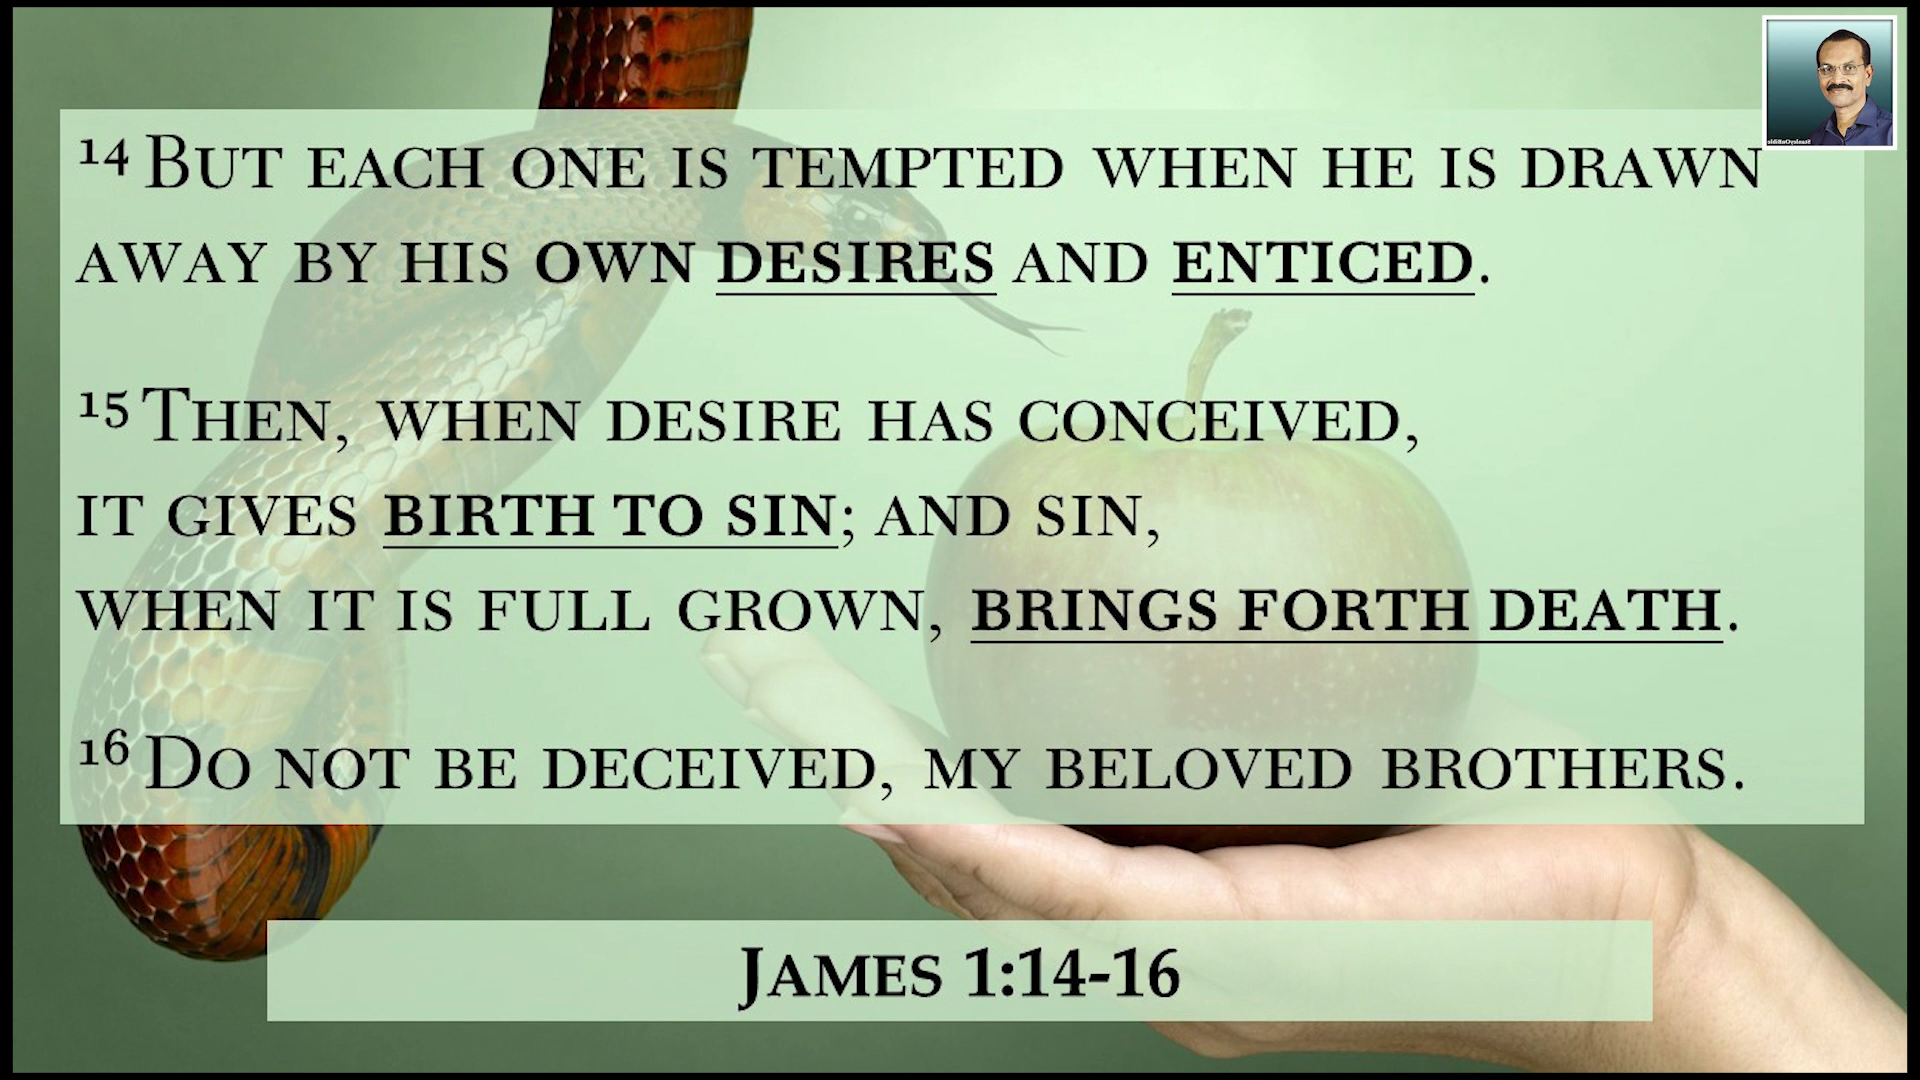 14 But each one is tempted when he is drawn
away by his own desires and enticed.
15 Then, when desire has conceived,
it gives birth to sin; and sin,
when it is full grown, brings forth death.
16 Do not be deceived, my beloved brothers.
James 1:14-16